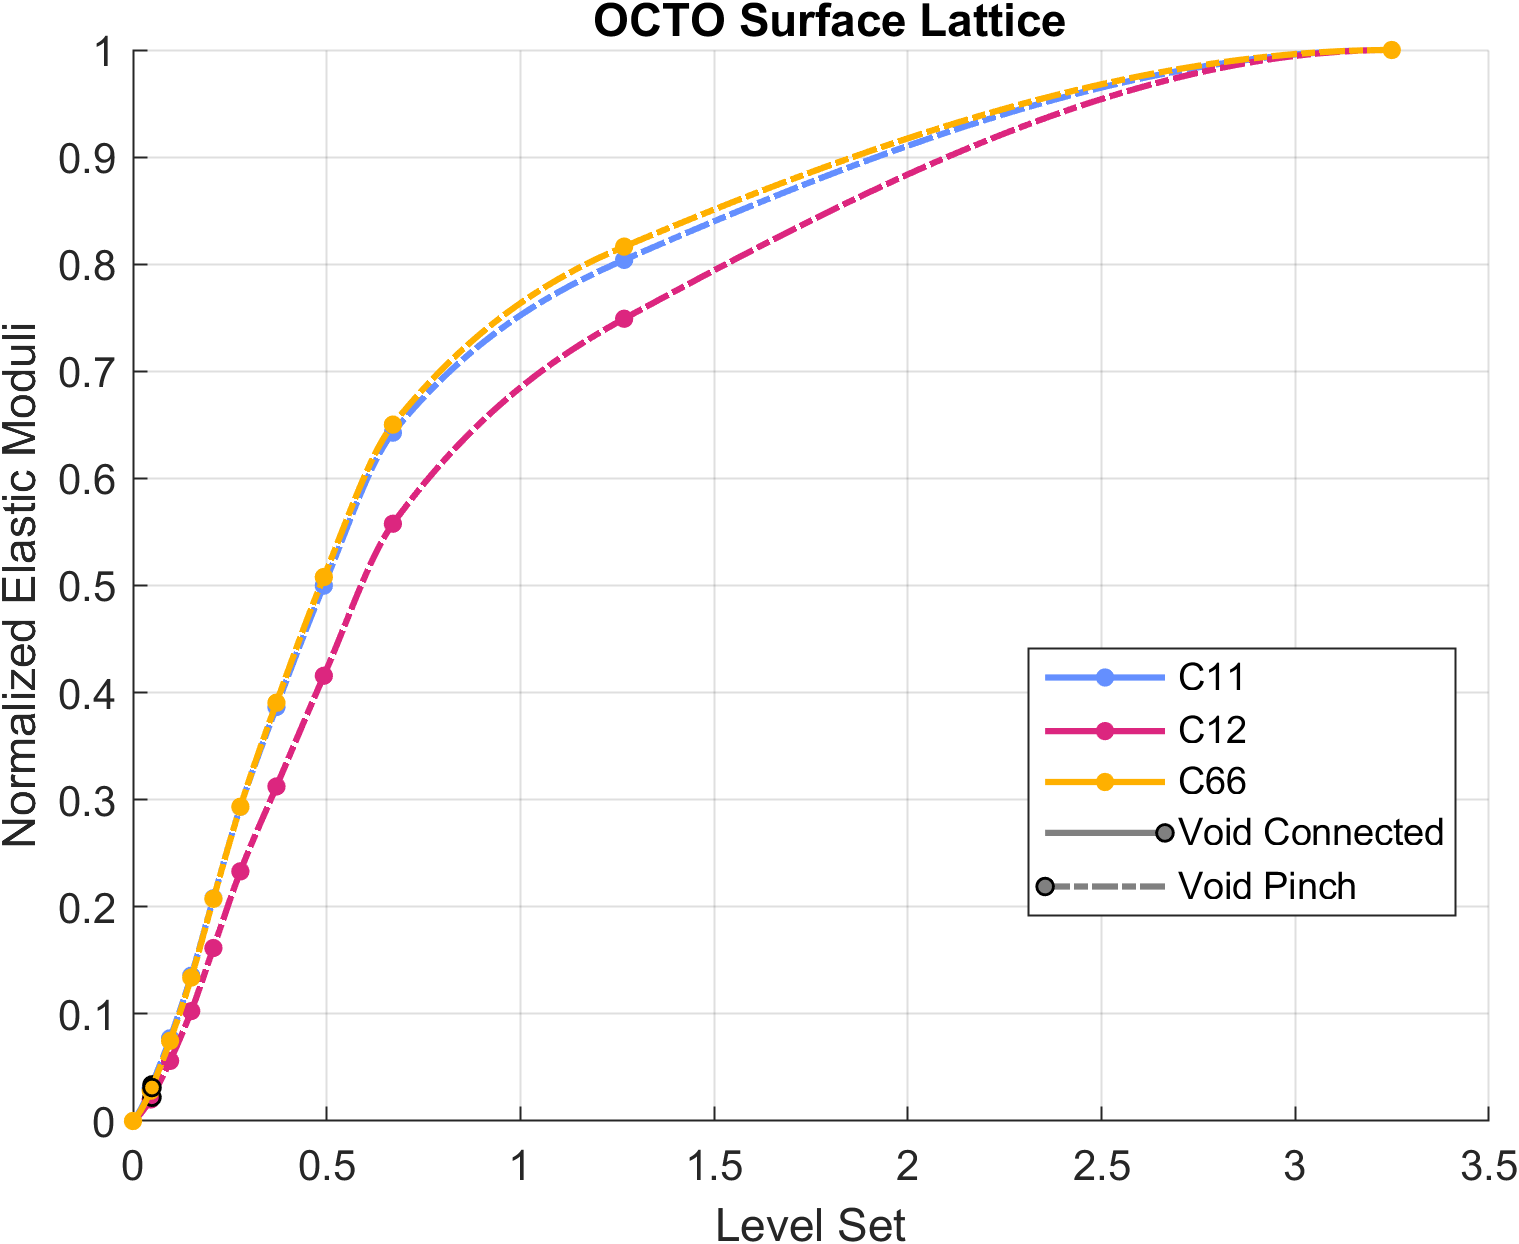 OCTO Surface Lattice
1
0.9
0.8
0.7
0.6
0.5
0.4
0.3
0.2
0.1
0
Normalized Elastic Moduli
C11
C12
C66
Void Connected
Void Pinch
0 0.5 1 1.5 2 2.5 3 3.5
Level Set